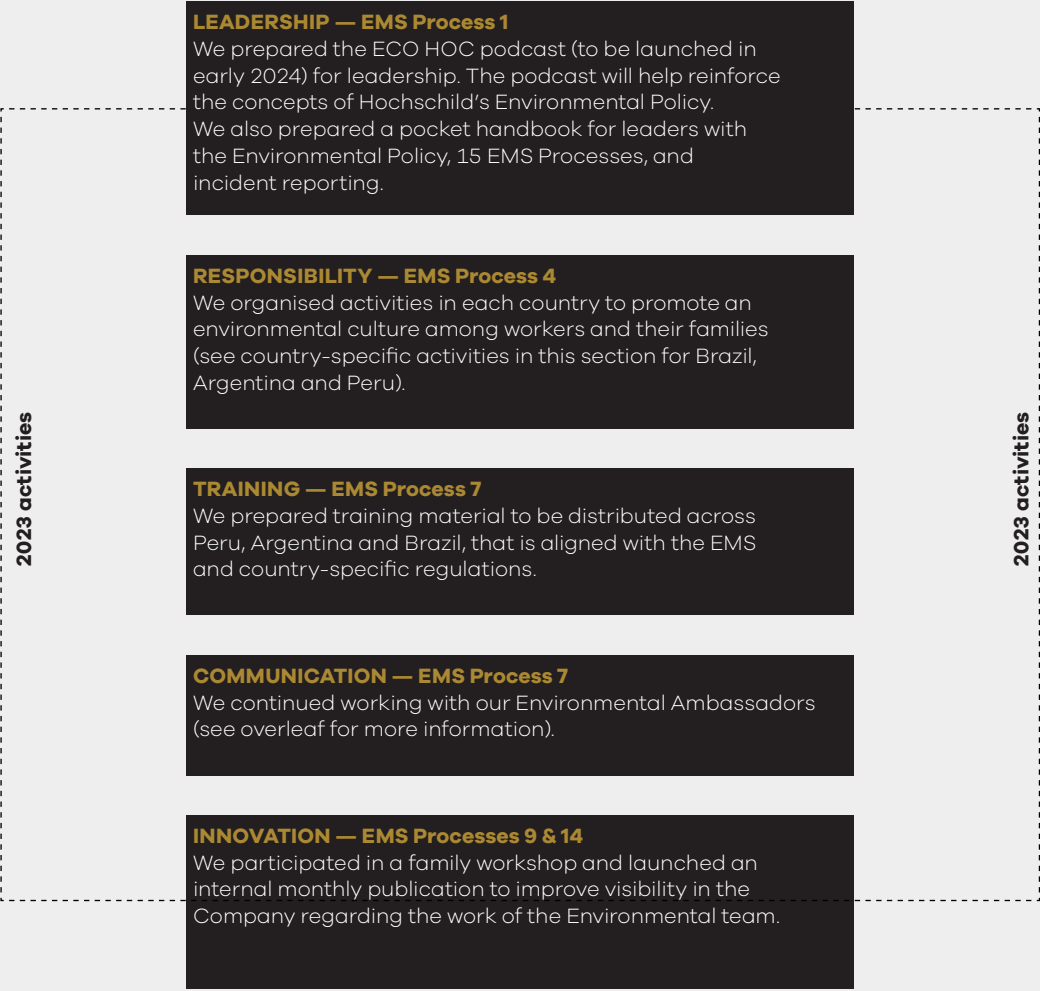 LEADERSHIP — EMS Process 1
We prepared the ECO HOC podcast (to be launched in
early 2024) for leadership. The podcast will help reinforce
the concepts of Hochschild’s Environmental Policy.
We also prepared a pocket handbook for leaders with
the Environmental Policy, 15 EMS Processes, and
incident reporting.
RESPONSIBILITY — EMS Process 4
We organised activities in each country to promote an
environmental culture among workers and their families
(see country-specific activities in this section for Brazil,
Argentina and Peru).
2023 activities
2023 activities
TRAINING — EMS Process 7
We prepared training material to be distributed across
Peru, Argentina and Brazil, that is aligned with the EMS
and country-specific regulations.
COMMUNICATION — EMS Process 7
We continued working with our Environmental Ambassadors
(see overleaf for more information).
INNOVATION — EMS Processes 9 & 14
We participated in a family workshop and launched an
internal monthly publication to improve visibility in the
Company regarding the work of the Environmental team.